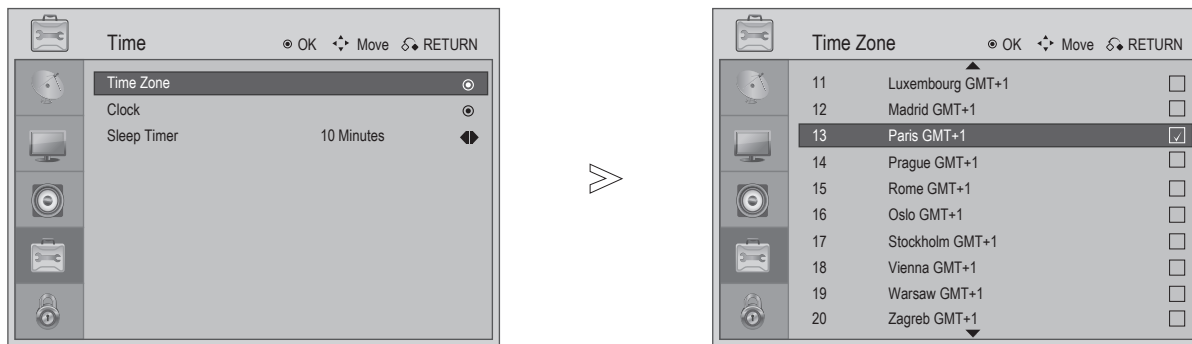 Time OK Move RETURN
Time Zone
Clock
Sleep Timer 10 Minutes
Time Zone OK Move RETURN
11 Luxembourg GMT+1
12 Madrid GMT+1
13 Paris GMT+1
14 Prague GMT+1
15 Rome GMT+1
16 Oslo GMT+1
17 Stockholm GMT+1
18 Vienna GMT+1
19 Warsaw GMT+1
20 Zagreb GMT+1